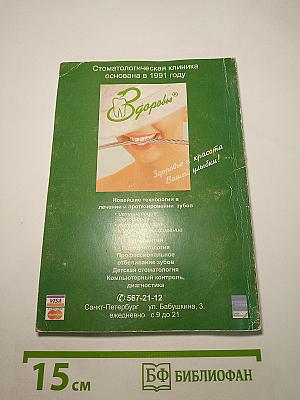 Стоматологическая клиника
основана в 1991 году
Здоровье®
Здоровье и красота
Вашей улыбки!
Новейшие технологии в
лечении и протезировании зубов
Профессиональное
отбеливание зубов
Детская стоматология
Компьютерный контроль,
диагностика
✆ 567-21-12
Санкт-Петербург ул. Бабушкина, 3.
ежедневно с 9 до 21
VISA
15 см
БФ БИБЛИОФАН